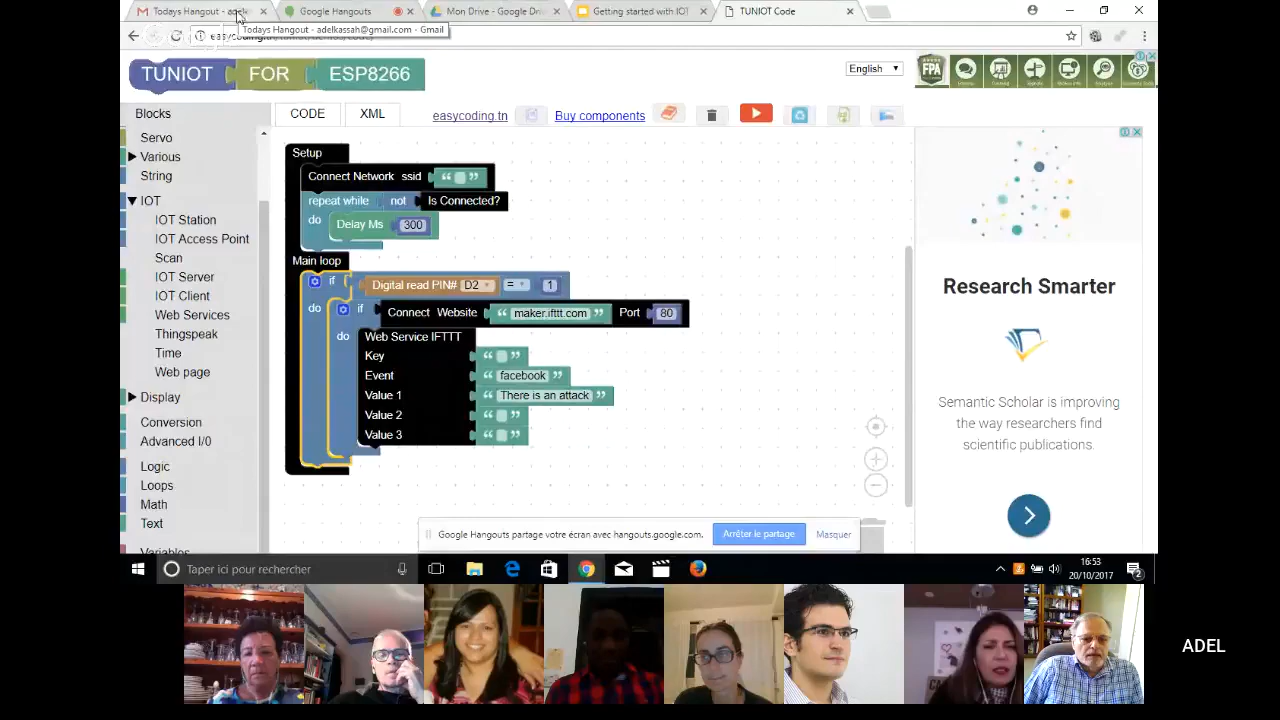 Todays Hangout - adel
Google Hangouts
Mon Drive - Google Dri
Getting started with IOT
TUNIOT Code
Todays Hangout - adelkassah@gmail.com - Gmail
TUNIOT FOR ESP8266
English
FPA
Blocks
CODE
XML
easycoding.tn
Buy components
Servo
Various
String
IOT
IOT Station
IOT Access Point
Scan
IOT Server
IOT Client
Web Services
Thingspeak
Time
Web page
Display
Conversion
Advanced I/0
Logic
Loops
Math
Text
Variables
Setup
Connect Network ssid “ ”
repeat while not Is Connected?
do Delay Ms 300
Main loop
if Digital read PIN# D2 = 1
do if Connect Website “ maker.ifttt.com ” Port 80
do Web Service IFTTT
Key “ ”
Event “ facebook ”
Value 1 “ There is an attack ”
Value 2 “ ”
Value 3 “ ”
Research Smarter
Semantic Scholar is improving
the way researchers find
scientific publications.
Google Hangouts partage votre écran avec hangouts.google.com.
Arrêter le partage
Masquer
Taper ici pour rechercher
16:53
20/10/2017
2
ADEL